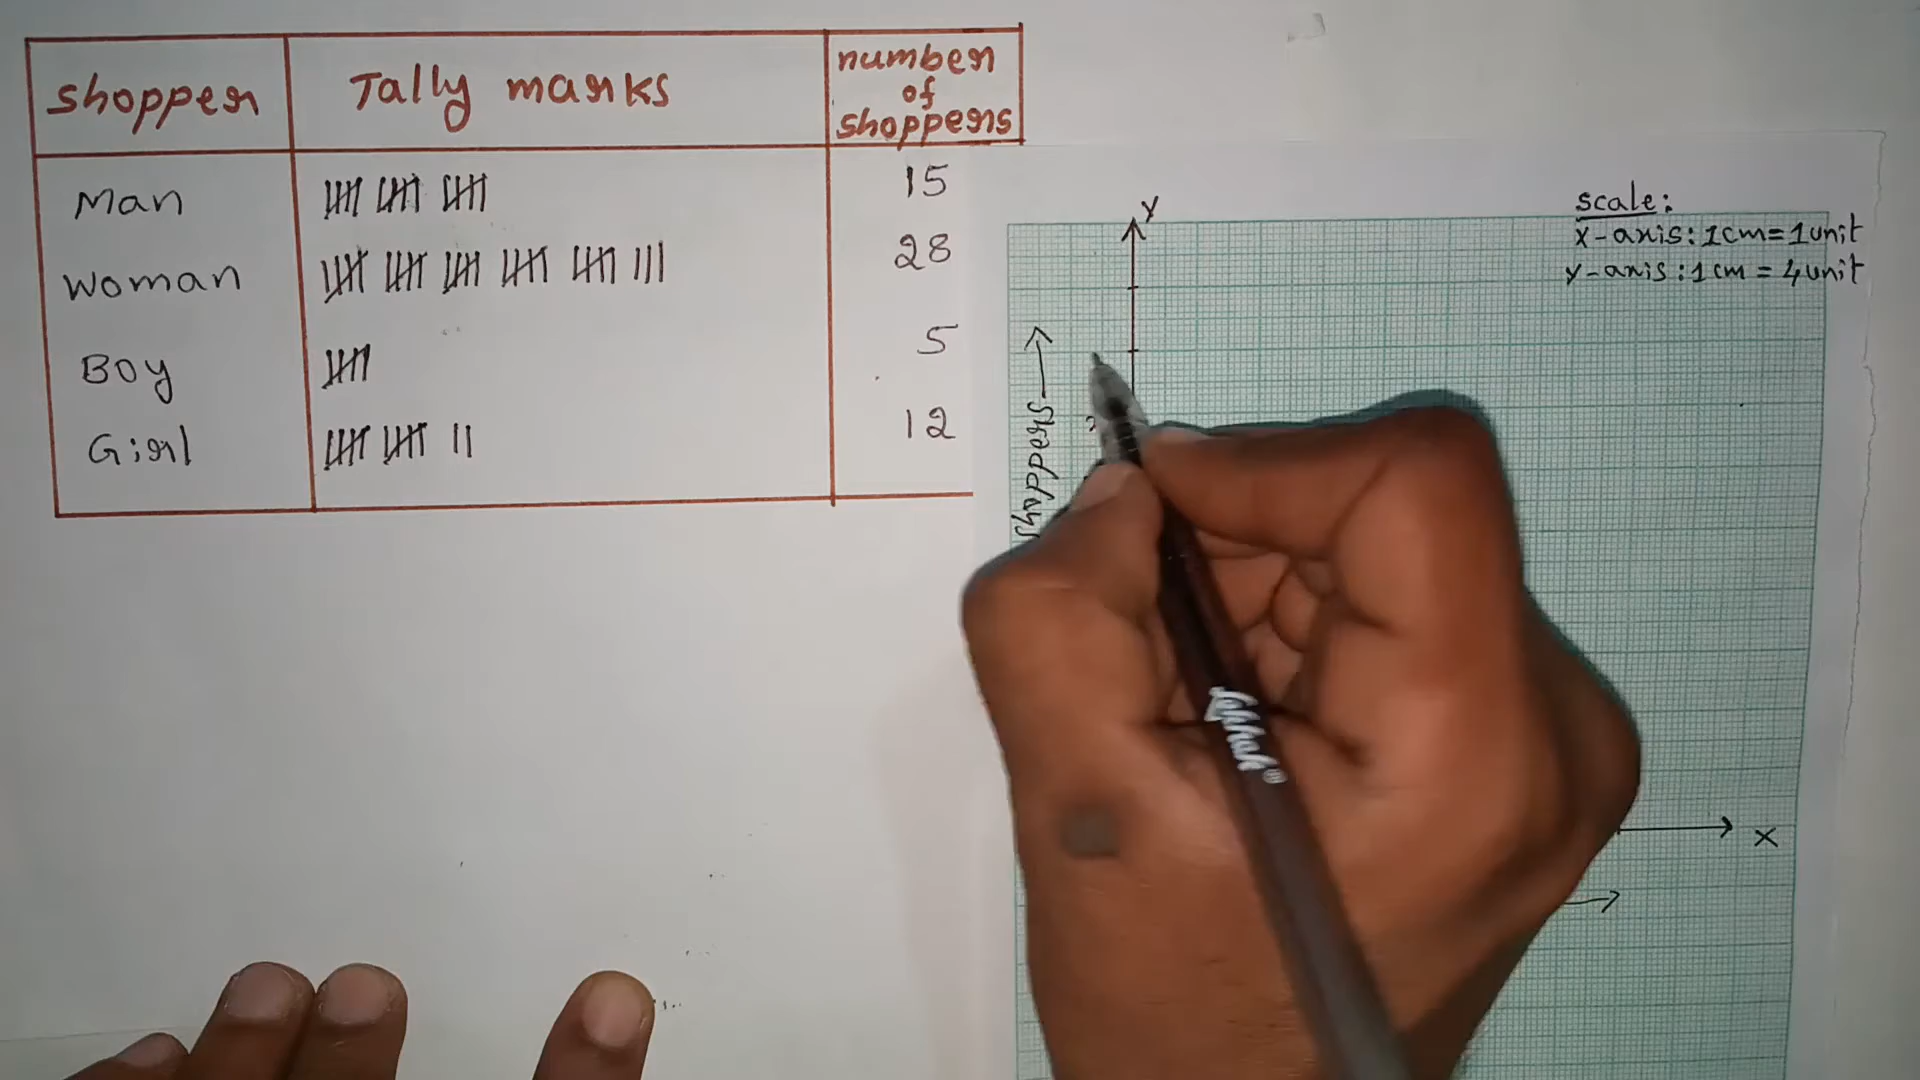 shopper Tally marks number of shoppers
Man 15
Woman 28
Boy 5
Girl 12
Y
scale:
x-axis: 1cm=1unit
y-axis: 1cm = 4unit
shoppers
X